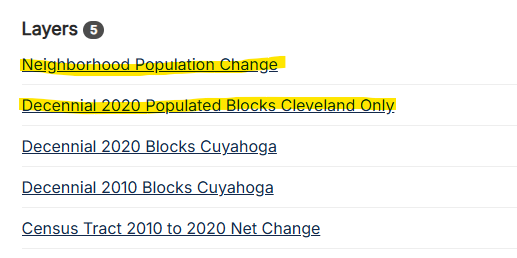 Layers 5
Neighborhood Population Change
Decennial 2020 Populated Blocks Cleveland Only
Decennial 2020 Blocks Cuyahoga
Decennial 2010 Blocks Cuyahoga
Census Tract 2010 to 2020 Net Change